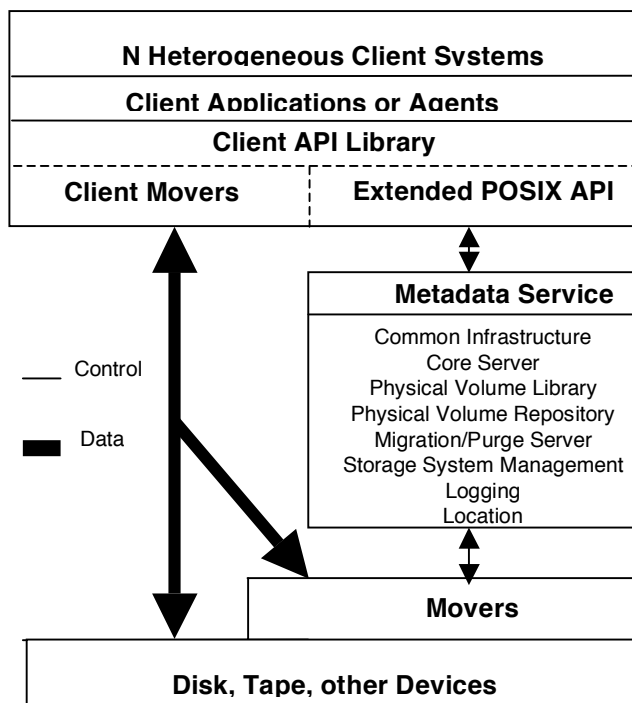 N Heterogeneous Client Systems
Client Applications or Agents
Client API Library
Client Movers
Extended POSIX API
Metadata Service
Common Infrastructure
Core Server
Physical Volume Library
Physical Volume Repository
Migration/Purge Server
Storage System Management
Logging
Location
Control
Data
Movers
Disk, Tape, other Devices